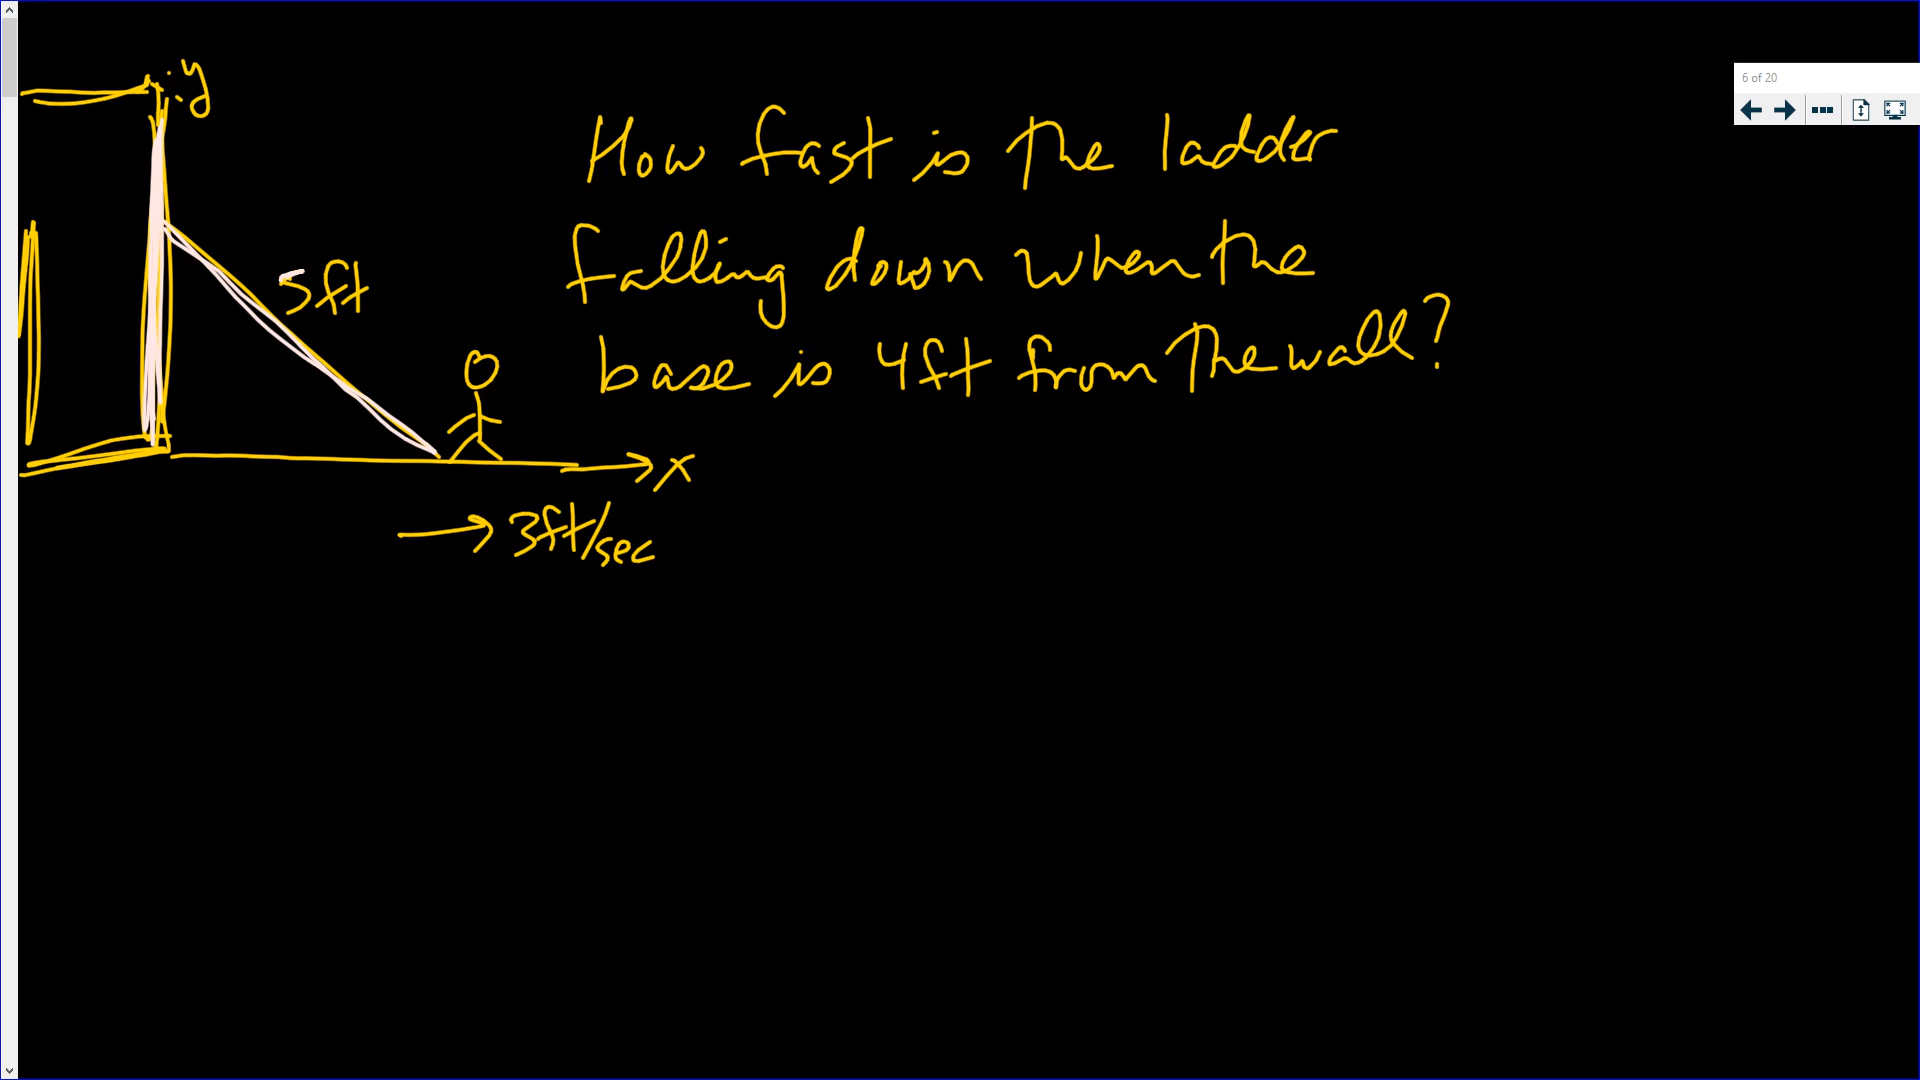 y
How fast is the ladder
falling down when the
base is 4ft from the wall?
5ft
x
→ 3ft/sec
6 of 20